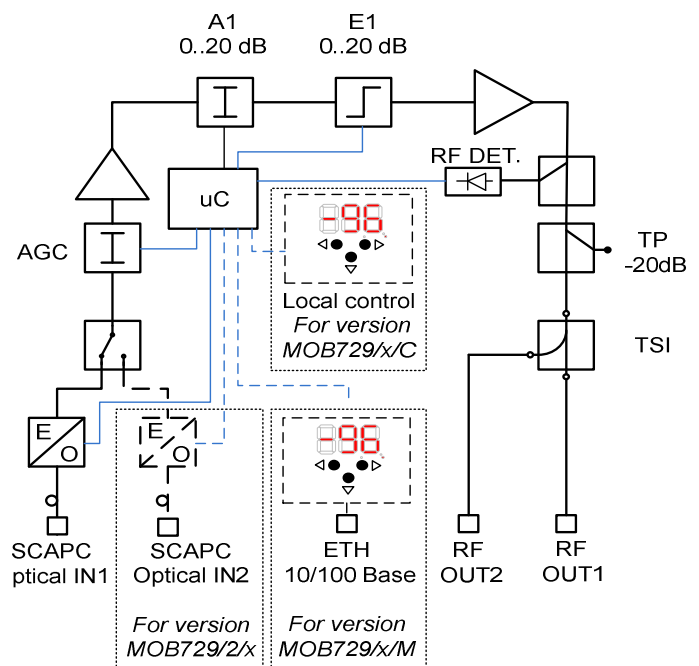 A1
0..20 dB
E1
0..20 dB
RF DET.
uC
-96
AGC
TP
-20dB
Local control
For version
MOB729/x/C
TSI
E
O
E
O
-96
SCAPC
ptical IN1
SCAPC
Optical IN2
ETH
10/100 Base
RF
OUT2
RF
OUT1
For version
MOB729/2/x
For version
MOB729/x/M